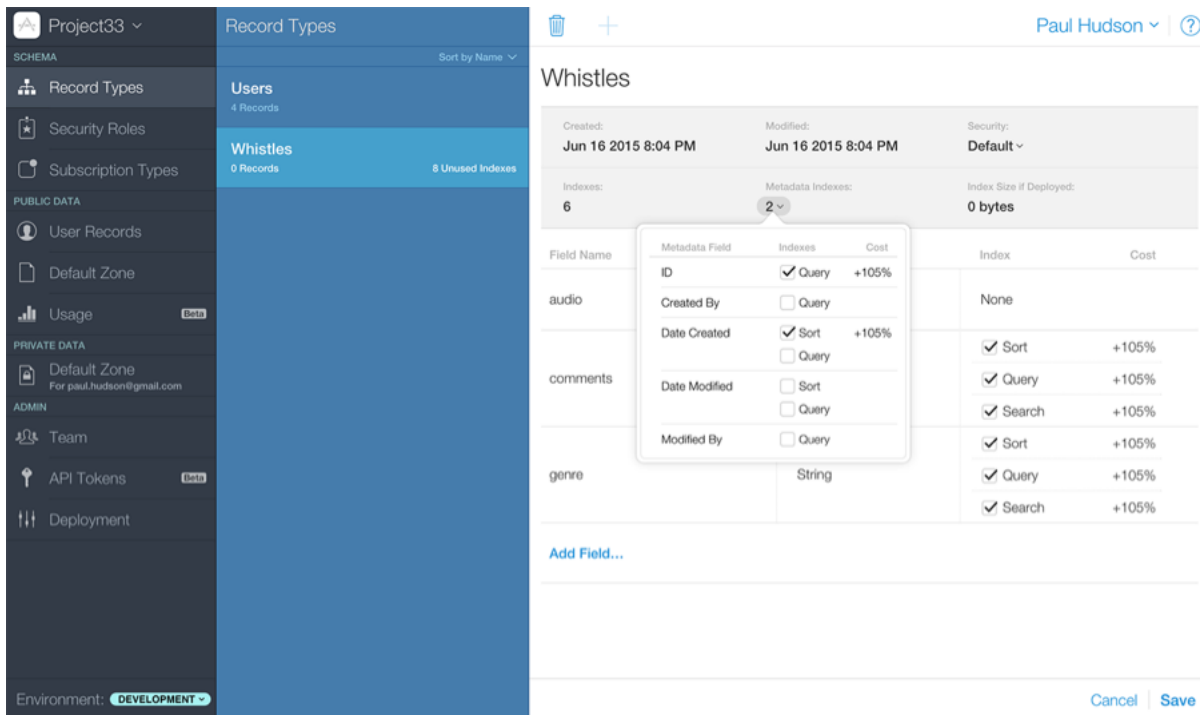 Project33
SCHEMA
Record Types
Security Roles
Subscription Types
PUBLIC DATA
User Records
Default Zone
Usage Beta
PRIVATE DATA
Default Zone
For paul.hudson@gmail.com
ADMIN
Team
API Tokens Beta
Deployment
Environment: DEVELOPMENT
Record Types
Sort by Name
Users
4 Records
Whistles
0 Records 8 Unused Indexes
Paul Hudson ?
Whistles
Created: Modified: Security:
Jun 16 2015 8:04 PM Jun 16 2015 8:04 PM Default
Indexes: Metadata Indexes: Index Size if Deployed:
6 2 0 bytes
Field Name Index Cost
audio None
comments
Sort +105%
Query +105%
Search +105%
genre String
Sort +105%
Query +105%
Search +105%
Metadata Field Indexes Cost
ID Query +105%
Created By Query
Date Created Sort +105%
Query
Date Modified Sort
Query
Modified By Query
Add Field...
Cancel Save